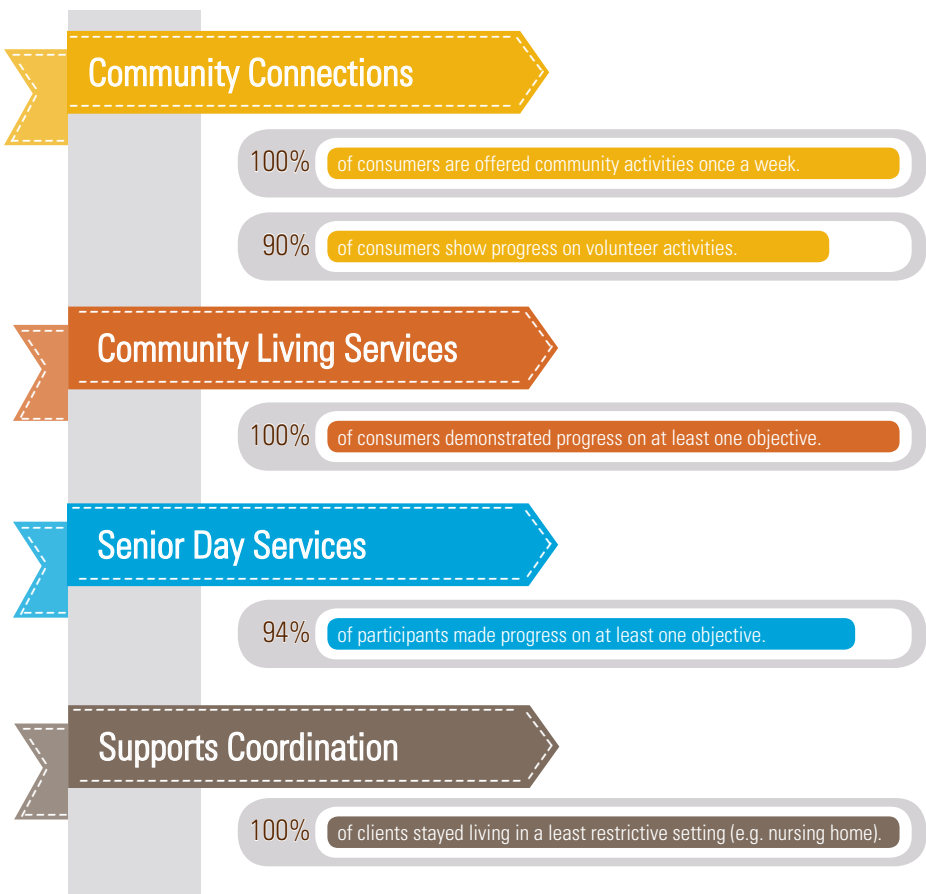 Community Connections
100% of consumers are offered community activities once a week.
90% of consumers show progress on volunteer activities.
Community Living Services
100% of consumers demonstrated progress on at least one objective.
Senior Day Services
94% of participants made progress on at least one objective.
Supports Coordination
100% of clients stayed living in a least restrictive setting (e.g. nursing home).